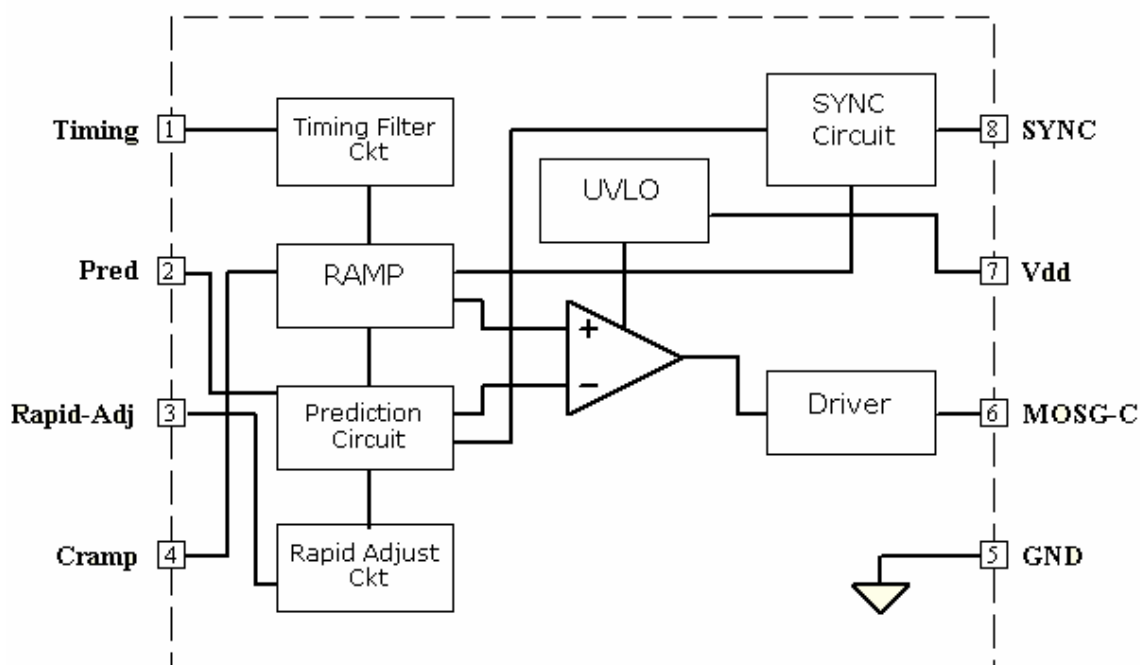 Timing
1
Timing Filter
Ckt
SYNC
Circuit
8
SYNC
UVLO
Pred
2
RAMP
7
Vdd
+
−
Rapid-Adj
3
Prediction
Circuit
Driver
6
MOSG-C
Cramp
4
Rapid Adjust
Ckt
5
GND